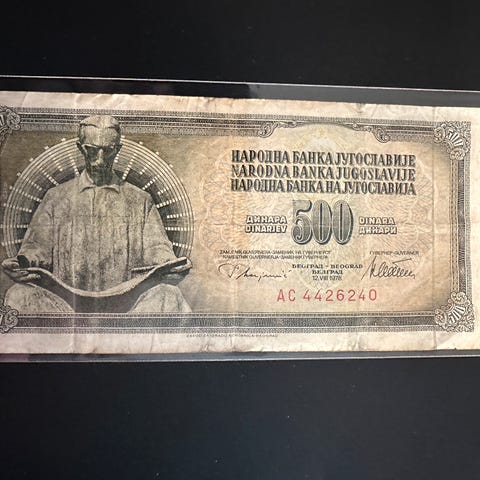 НАРОДНА БАНКА ЈУГОСЛАВИЈЕ
NARODNA BANKA JUGOSLAVIJE
НАРОДНА БАНКА НА ЈУГОСЛАВИЈА
ДИНАРА 500 DINARA
DINARJEV ДИНАРИ
БЕОГРАД - BEOGRAD
БЕЛГРАД
12.VIII 1978.
AC 4426240